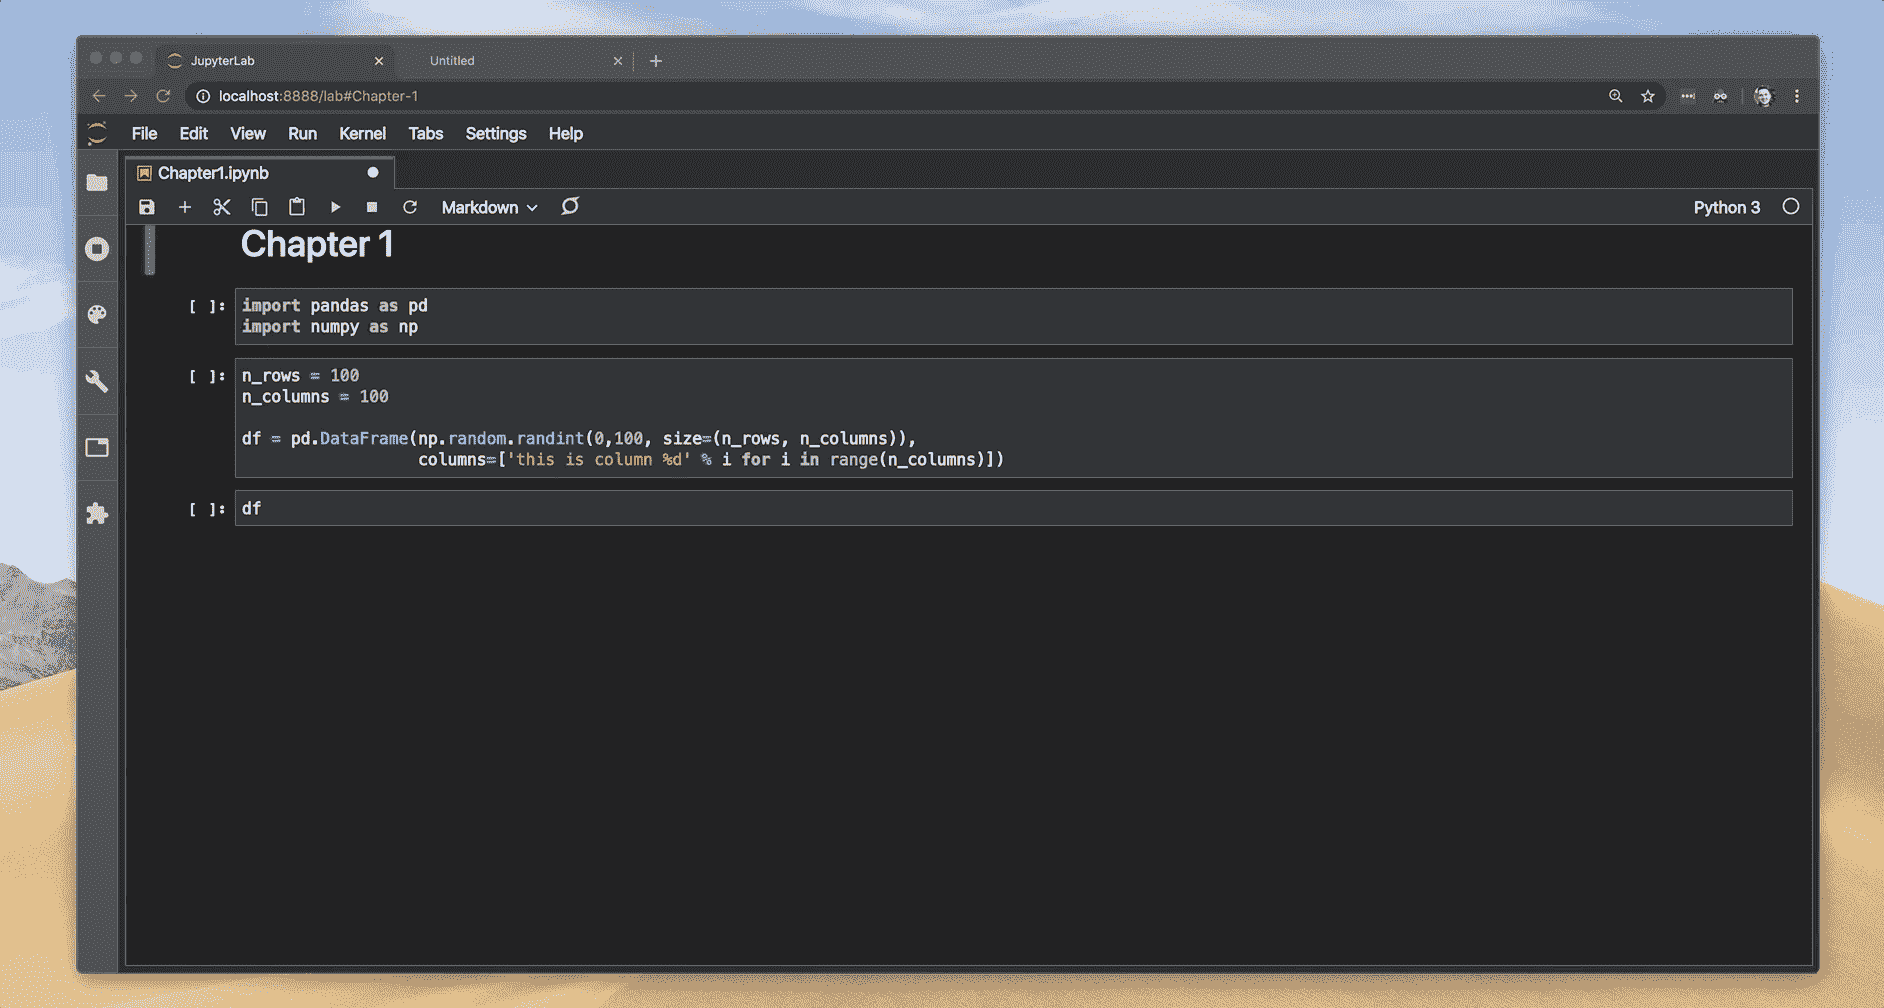 JupyterLab
Untitled
localhost:8888/lab#Chapter-1
File Edit View Run Kernel Tabs Settings Help
Chapter1.ipynb
Markdown
Python 3
Chapter 1
[ ]: import pandas as pd
import numpy as np
[ ]: n_rows = 100
n_columns = 100
df = pd.DataFrame(np.random.randint(0,100, size=(n_rows, n_columns)),
columns=['this is column %d' % i for i in range(n_columns)])
[ ]: df